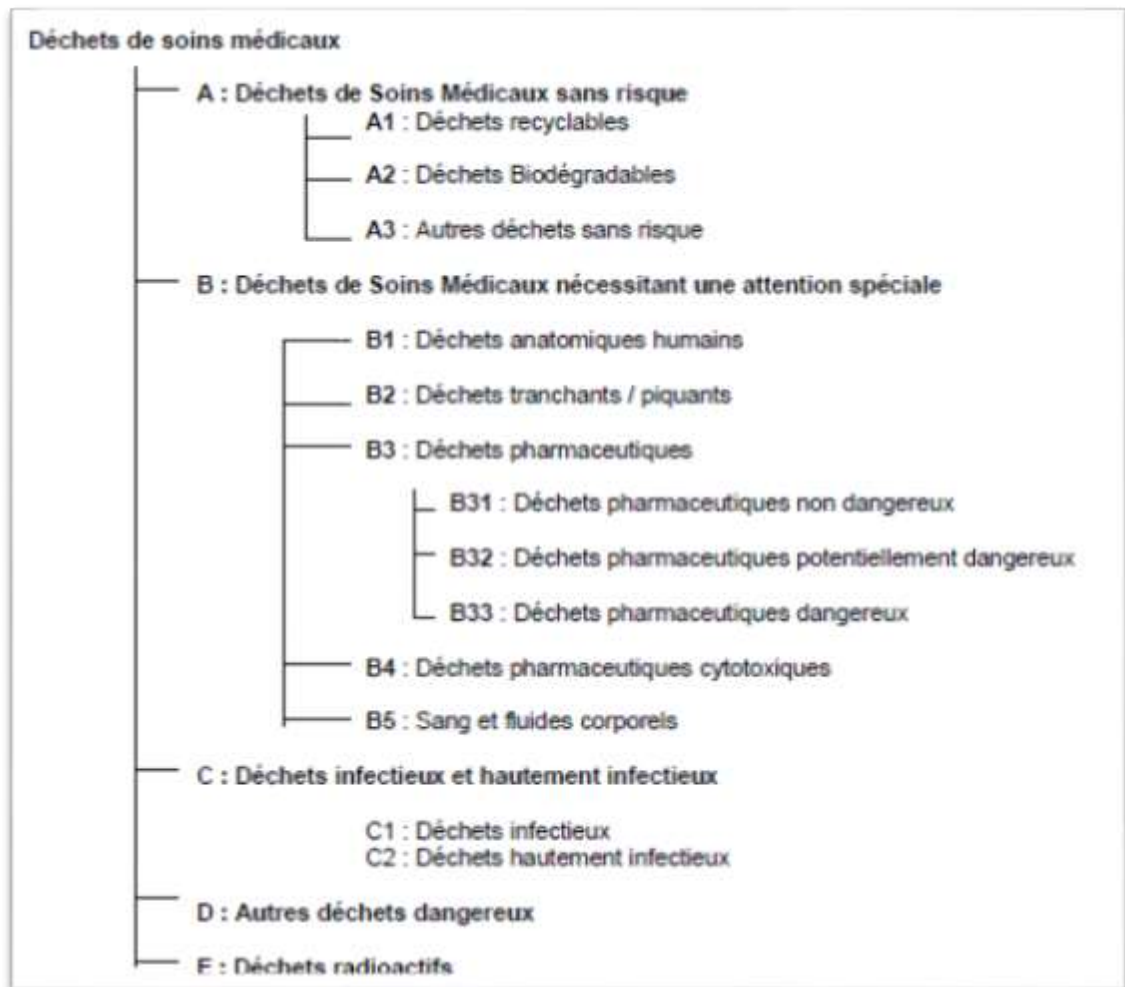 Déchets de soins médicaux
A : Déchets de Soins Médicaux sans risque
A1 : Déchets recyclables
A2 : Déchets Biodégradables
A3 : Autres déchets sans risque
B : Déchets de Soins Médicaux nécessitant une attention spéciale
B1 : Déchets anatomiques humains
B2 : Déchets tranchants / piquants
B3 : Déchets pharmaceutiques
B31 : Déchets pharmaceutiques non dangereux
B32 : Déchets pharmaceutiques potentiellement dangereux
B33 : Déchets pharmaceutiques dangereux
B4 : Déchets pharmaceutiques cytotoxiques
B5 : Sang et fluides corporels
C : Déchets infectieux et hautement infectieux
C1 : Déchets infectieux
C2 : Déchets hautement infectieux
D : Autres déchets dangereux
E : Déchets radioactifs